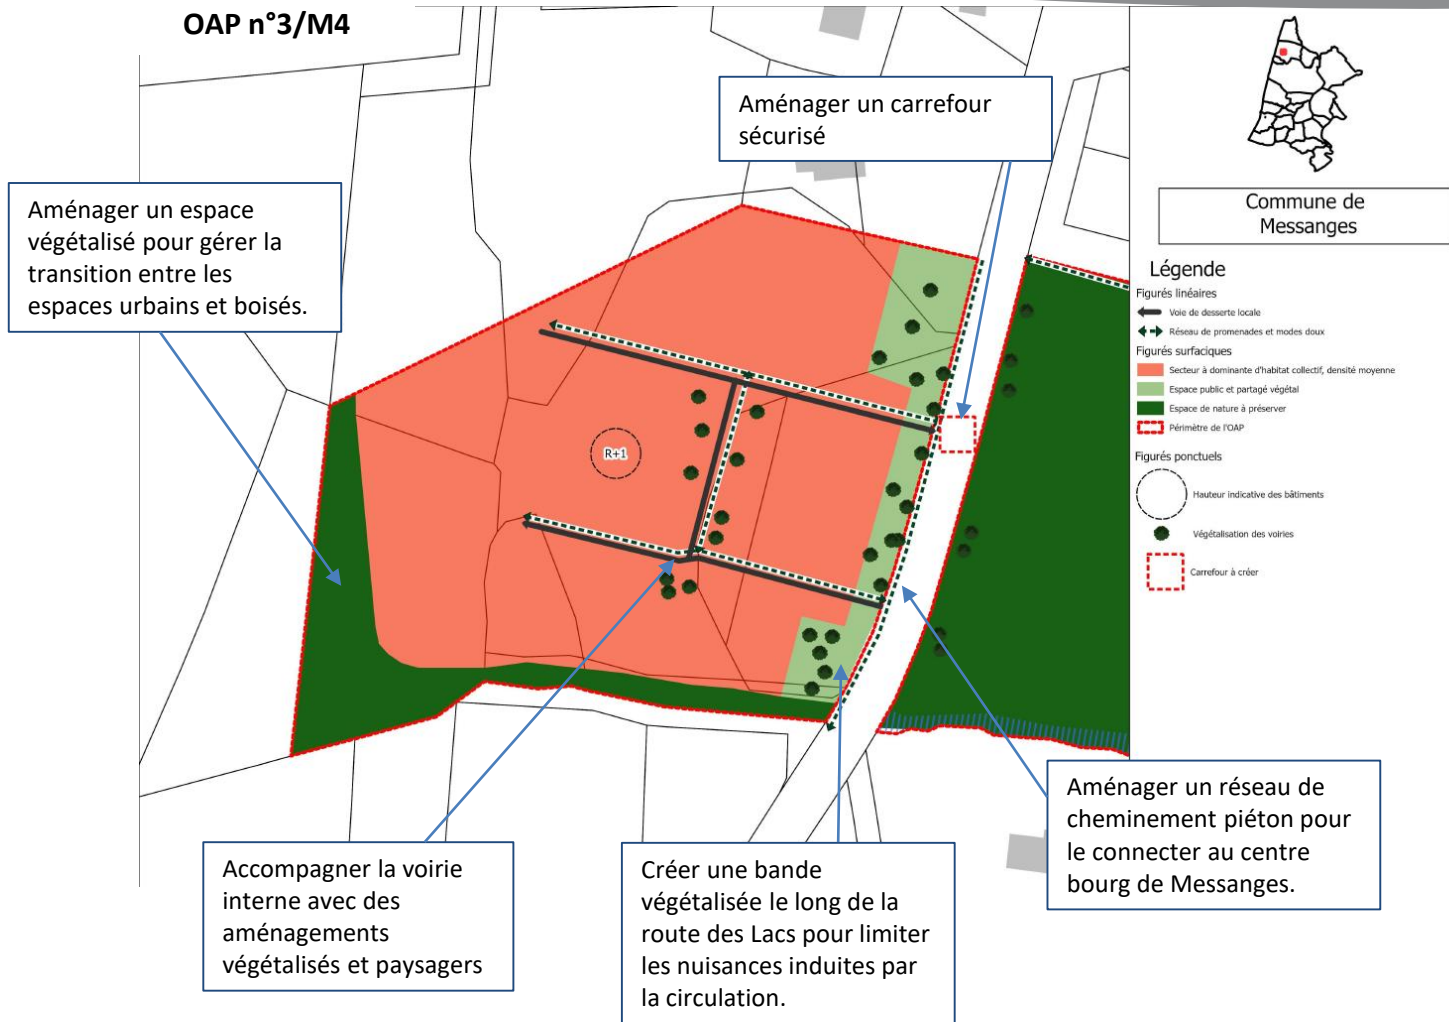 OAP n°3/M4
Aménager un carrefour
sécurisé
Aménager un espace
végétalisé pour gérer la
transition entre les
espaces urbains et boisés.
R+1
Accompagner la voirie
interne avec des
aménagements
végétalisés et paysagers
Créer une bande
végétalisée le long de la
route des Lacs pour limiter
les nuisances induites par
la circulation.
Aménager un réseau de
cheminement piéton pour
le connecter au centre
bourg de Messanges.
Commune de
Messanges
Légende
Figurés linéaires
Voie de desserte locale
Réseau de promenades et modes doux
Figurés surfaciques
Secteur à dominante d'habitat collectif, densité moyenne
Espace public et partagé végétal
Espace de nature à préserver
Périmètre de l'OAP
Figurés ponctuels
Hauteur indicative des bâtiments
Végétalisation des voiries
Carrefour à créer